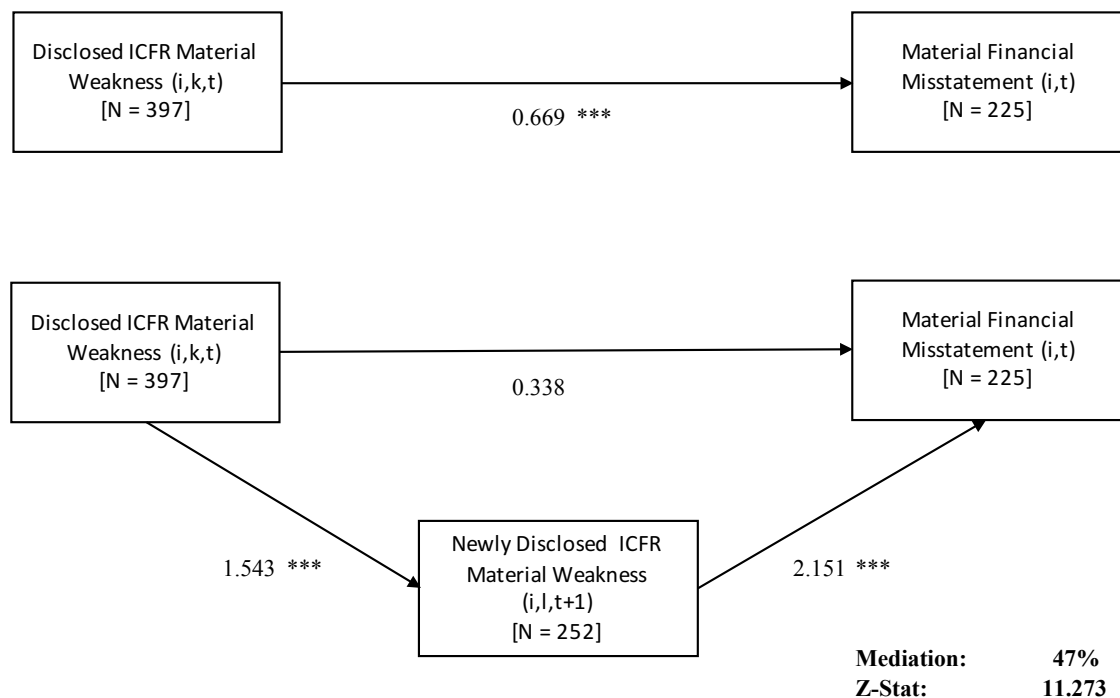 Disclosed ICFR Material
Weakness (i,k,t)
[N = 397]
0.669 ***
Material Financial
Misstatement (i,t)
[N = 225]
Disclosed ICFR Material
Weakness (i,k,t)
[N = 397]
0.338
Material Financial
Misstatement (i,t)
[N = 225]
1.543 ***
Newly Disclosed ICFR
Material Weakness
(i,l,t+1)
[N = 252]
2.151 ***
Mediation: 47%
Z-Stat: 11.273